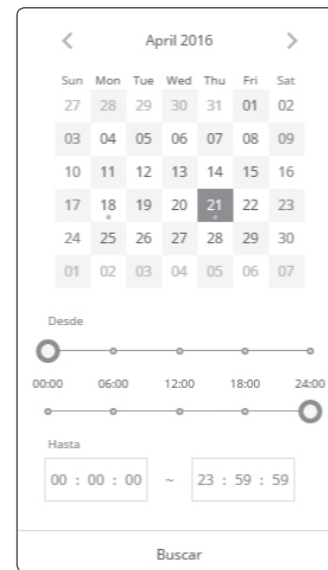 April 2016
Sun Mon Tue Wed Thu Fri Sat
27 28 29 30 31 01 02
03 04 05 06 07 08 09
10 11 12 13 14 15 16
17 18 19 20 21 22 23
24 25 26 27 28 29 30
01 02 03 04 05 06 07
Desde
00:00 06:00 12:00 18:00 24:00
Hasta
00 : 00 : 00 ~ 23 : 59 : 59
Buscar